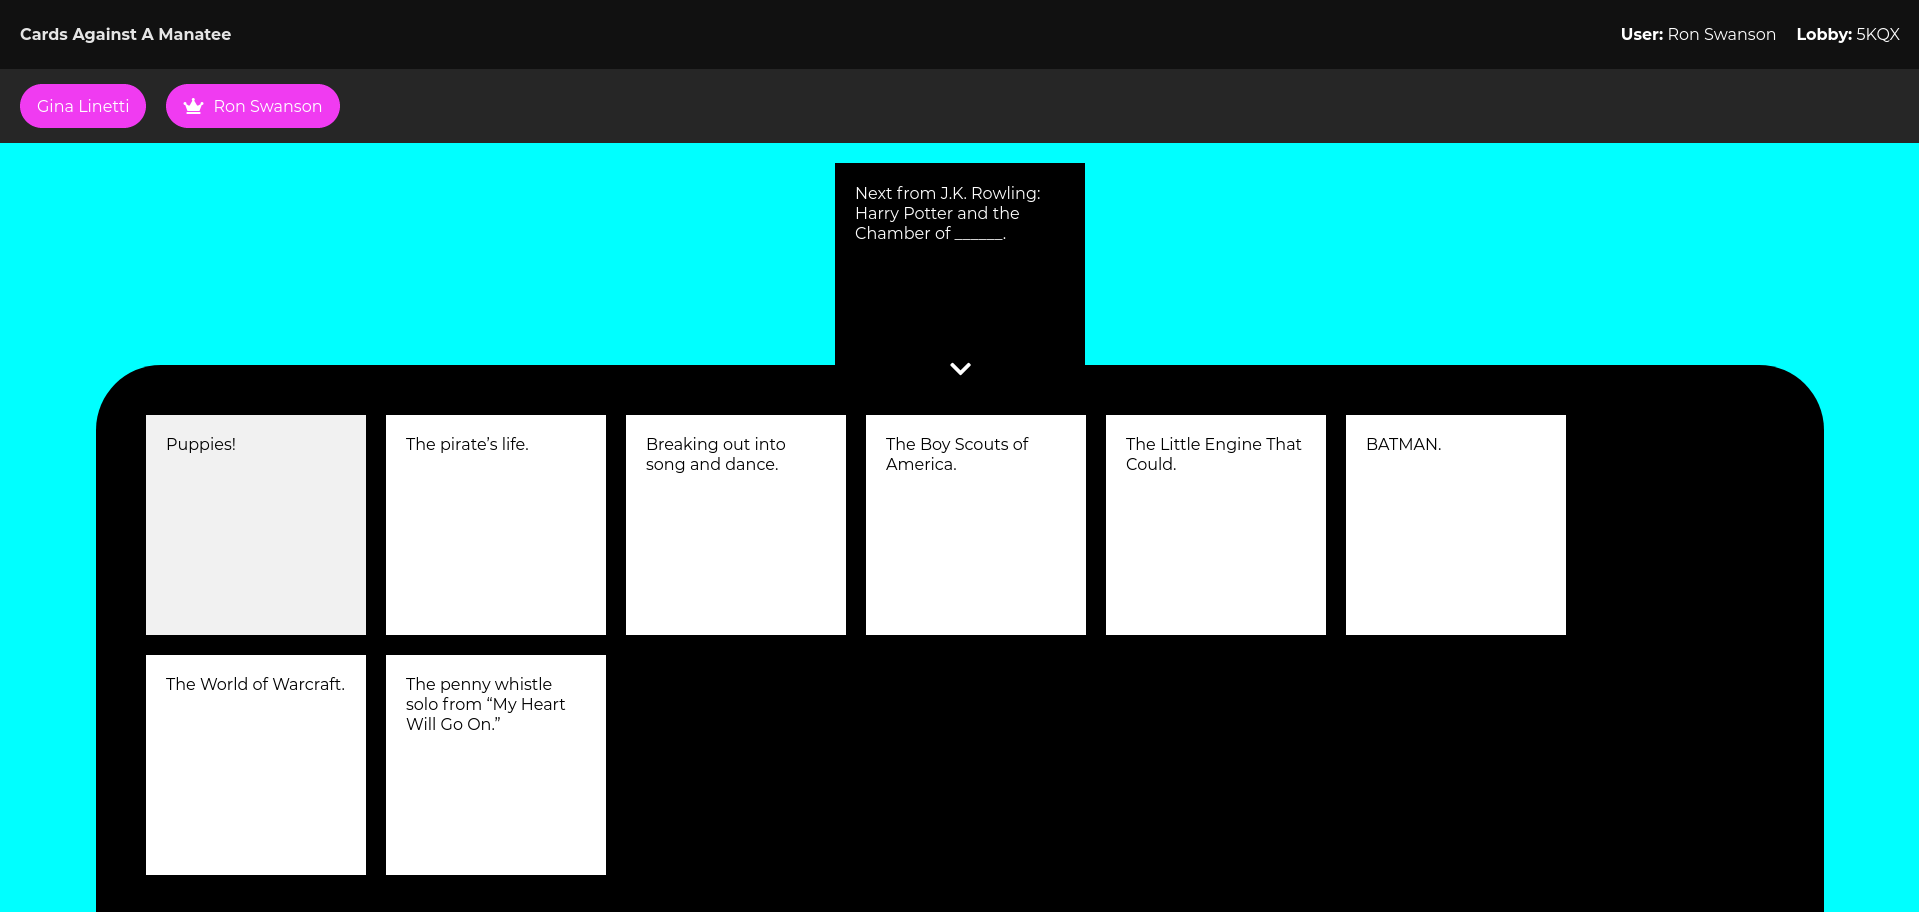 Cards Against A Manatee
User: Ron Swanson Lobby: 5KQX
Gina Linetti
Ron Swanson
Next from J.K. Rowling:
Harry Potter and the
Chamber of ______.
Puppies!
The pirate’s life.
Breaking out into
song and dance.
The Boy Scouts of
America.
The Little Engine That
Could.
BATMAN.
The World of Warcraft.
The penny whistle
solo from “My Heart
Will Go On.”